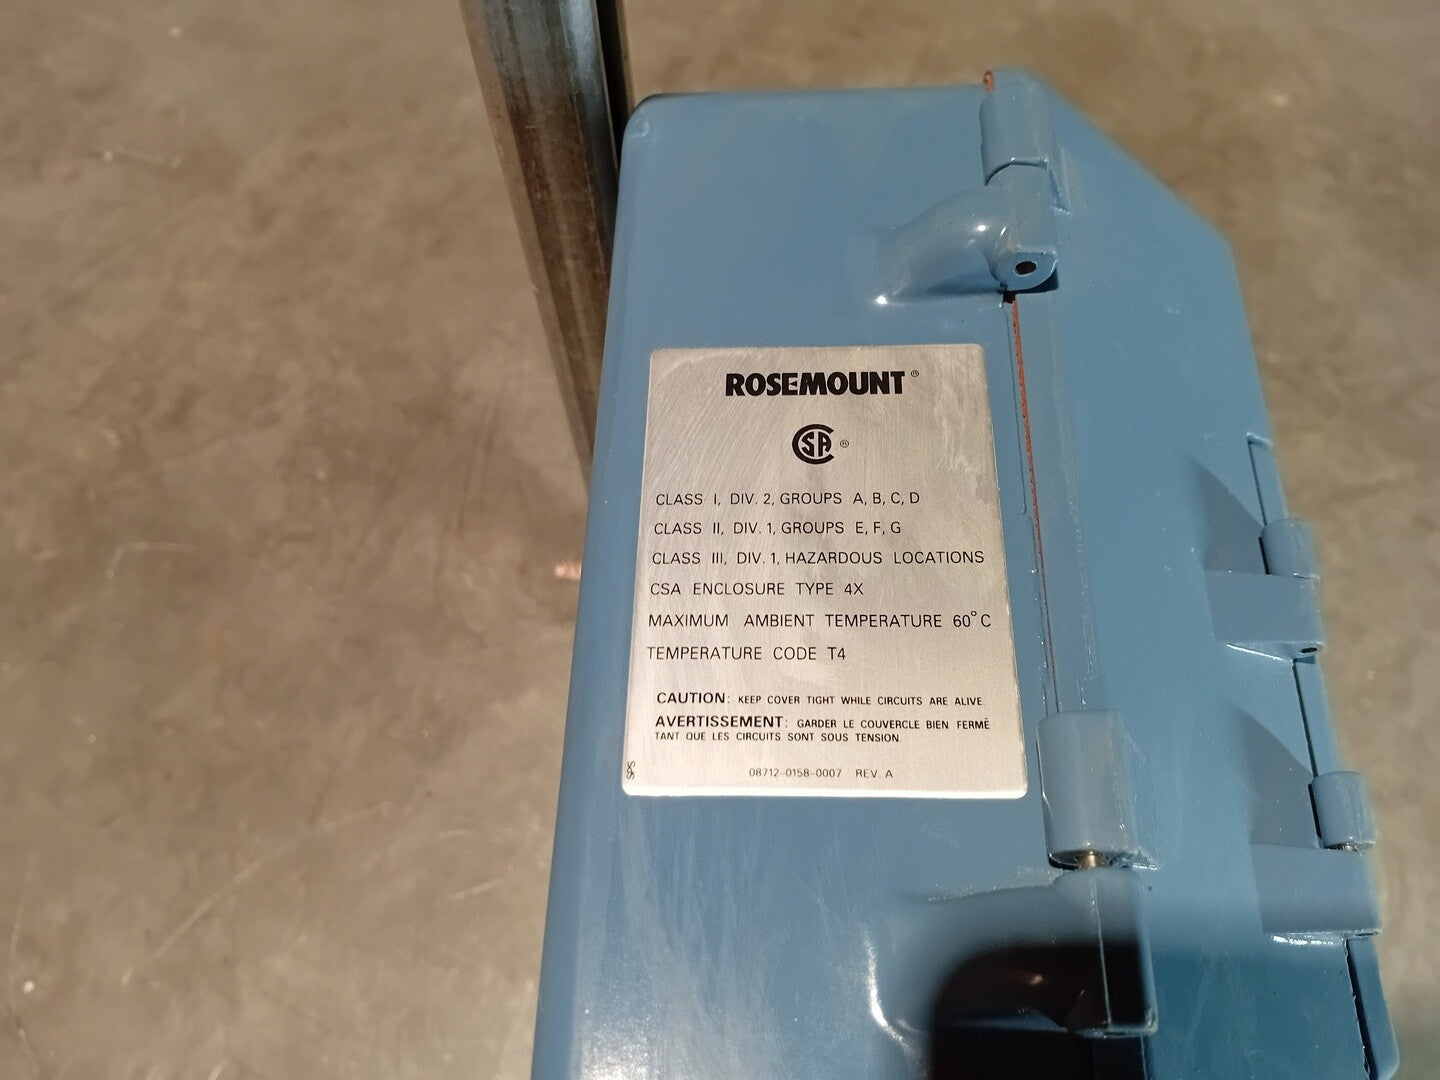 ROSEMOUNT®
CSA®
CLASS I, DIV. 2, GROUPS A, B, C, D
CLASS II, DIV. 1, GROUPS E, F, G
CLASS III, DIV. 1, HAZARDOUS LOCATIONS
CSA ENCLOSURE TYPE 4X
MAXIMUM AMBIENT TEMPERATURE 60°C
TEMPERATURE CODE T4
CAUTION: KEEP COVER TIGHT WHILE CIRCUITS ARE ALIVE.
AVERTISSEMENT: GARDER LE COUVERCLE BIEN FERMÉ
TANT QUE LES CIRCUITS SONT SOUS TENSION.
SPS
08712-0158-0007 REV. A